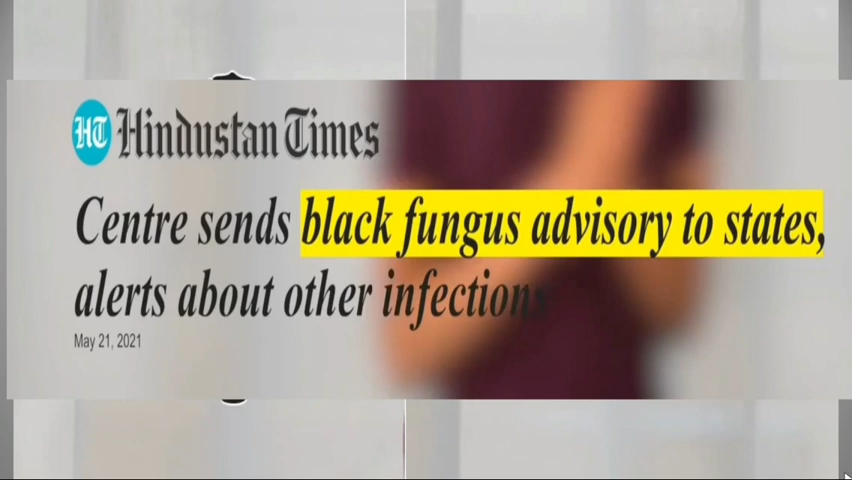 HT Hindustan Times
Centre sends black fungus advisory to states,
alerts about other infections
May 21, 2021